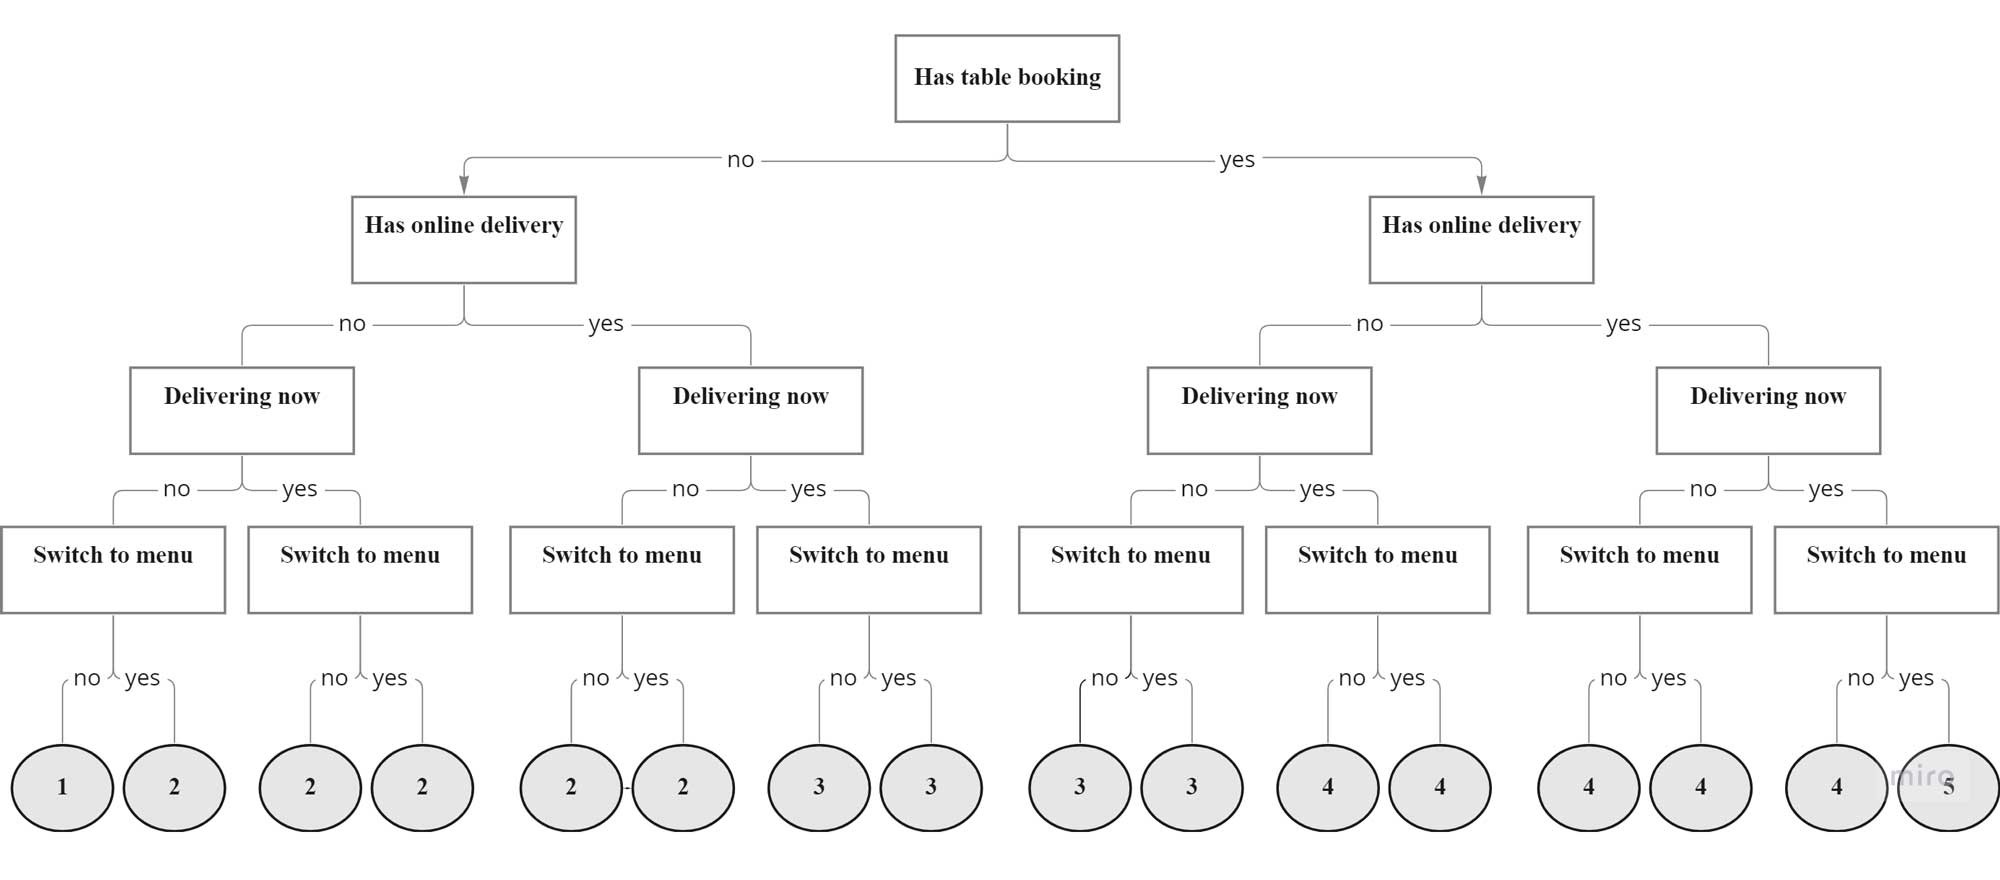 Has table booking
no
yes
Has online delivery
Has online delivery
no
yes
no
yes
Delivering now
Delivering now
Delivering now
Delivering now
no
yes
no
yes
no
yes
no
yes
Switch to menu
Switch to menu
Switch to menu
Switch to menu
Switch to menu
Switch to menu
Switch to menu
Switch to menu
no
yes
no
yes
no
yes
no
yes
no
yes
no
yes
no
yes
no
yes
1
2
2
2
2
-
2
3
3
3
3
4
4
4
4
4
5
miro